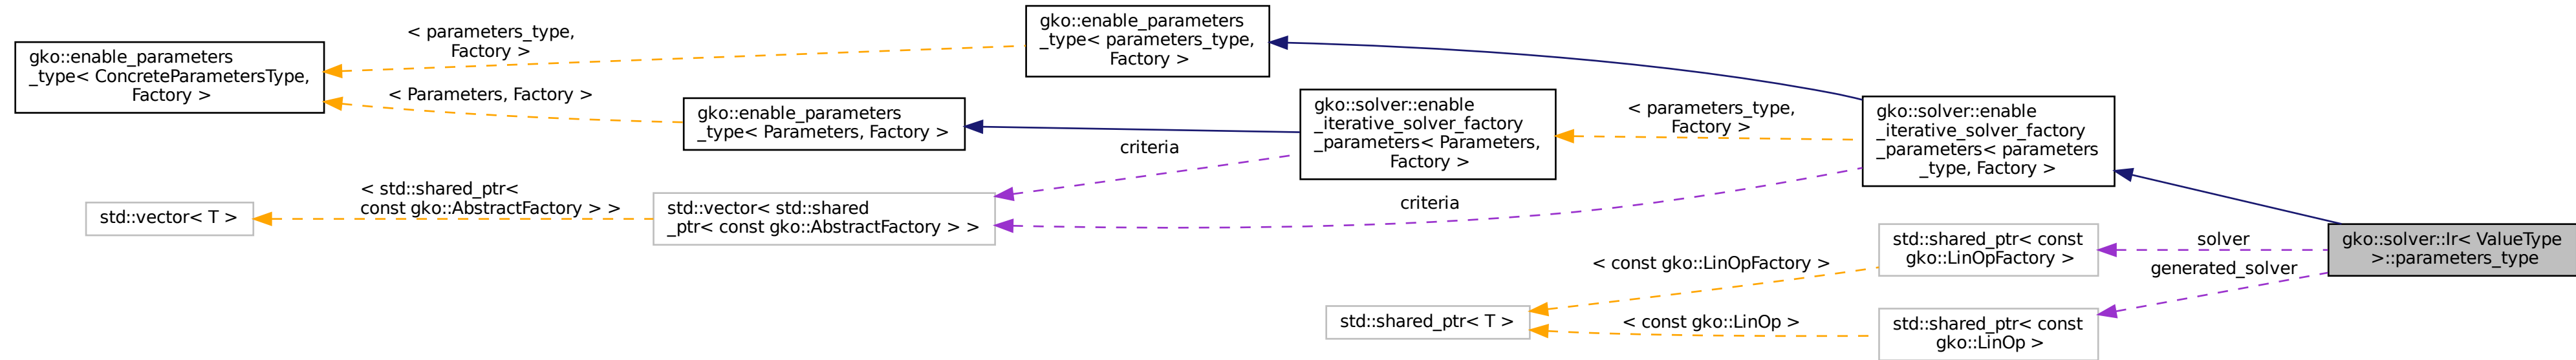 gko::enable_parameters
_type< ConcreteParametersType,
Factory >
< parameters_type,
Factory >
< Parameters, Factory >
gko::enable_parameters
_type< parameters_type,
Factory >
gko::enable_parameters
_type< Parameters, Factory >
gko::solver::enable
_iterative_solver_factory
_parameters< Parameters,
Factory >
< parameters_type,
Factory >
gko::solver::enable
_iterative_solver_factory
_parameters< parameters
_type, Factory >
criteria
criteria
std::vector< T >
< std::shared_ptr<
const gko::AbstractFactory > >
std::vector< std::shared
_ptr< const gko::AbstractFactory > >
gko::solver::Ir< ValueType
>::parameters_type
solver
generated_solver
std::shared_ptr< const
gko::LinOpFactory >
< const gko::LinOpFactory >
std::shared_ptr< T >
< const gko::LinOp >
std::shared_ptr< const
gko::LinOp >